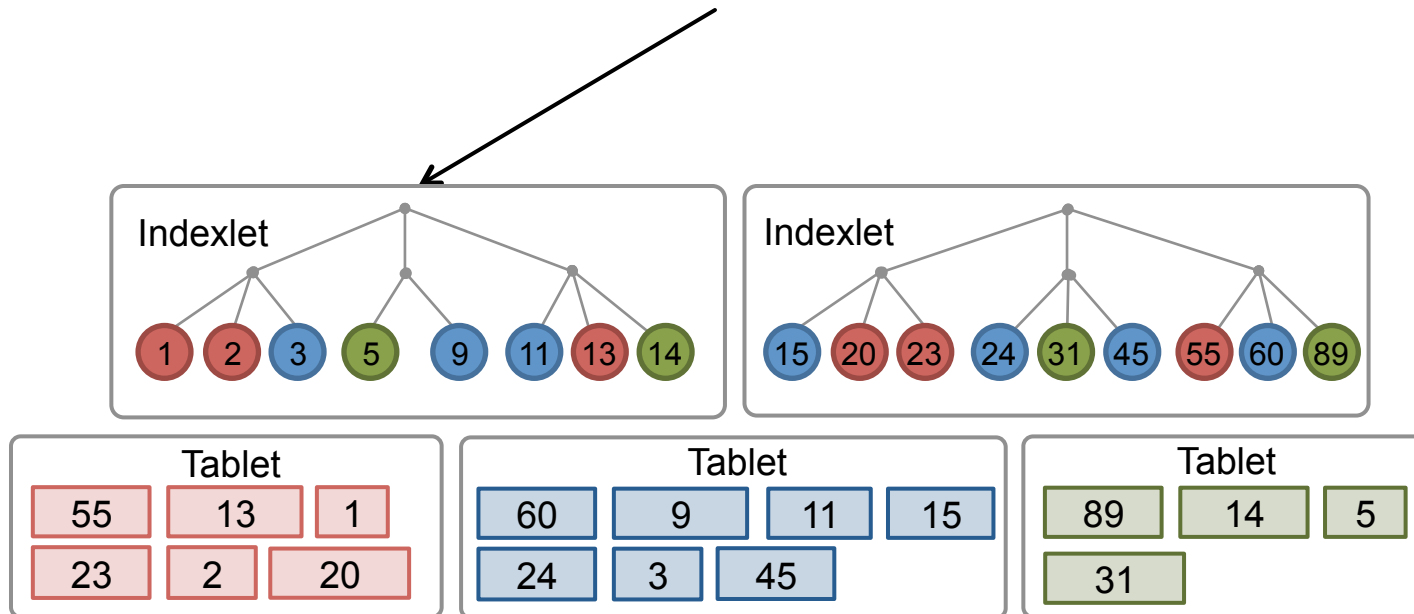 Indexlet
1 2 3 5 9 11 13 14
Indexlet
15 20 23 24 31 45 55 60 89
Tablet
55 13 1
23 2 20
Tablet
60 9 11 15
24 3 45
Tablet
89 14 5
31